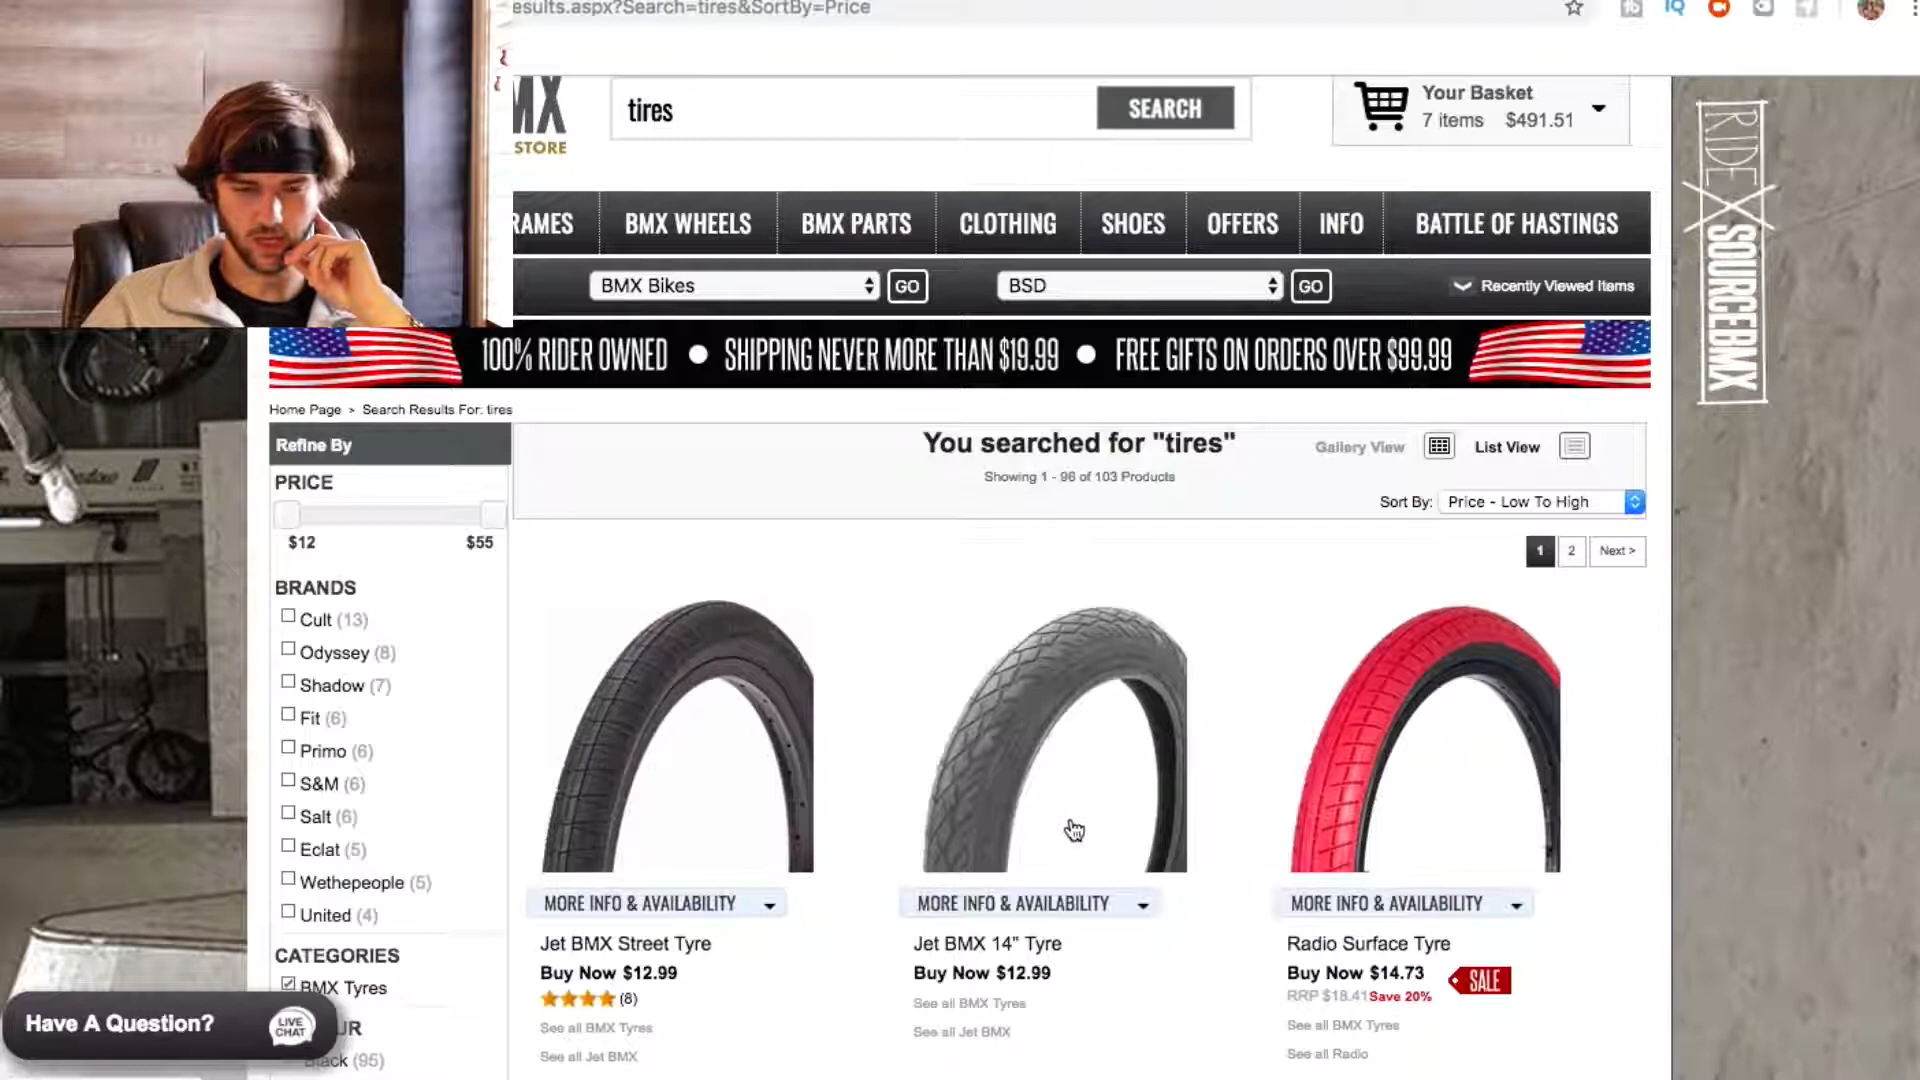 esults.aspx?Search=tires&SortBy=Price
MX
STORE
tires
SEARCH
Your Basket
7 items $491.51
RAMES
BMX WHEELS
BMX PARTS
CLOTHING
SHOES
OFFERS
INFO
BATTLE OF HASTINGS
BMX Bikes
GO
BSD
GO
Recently Viewed Items
100% RIDER OWNED • SHIPPING NEVER MORE THAN $19.99 • FREE GIFTS ON ORDERS OVER $99.99
RIDE X SOURCEBMX
Home Page > Search Results For: tires
Refine By
PRICE
$12 $55
BRANDS
Cult (13)
Odyssey (8)
Shadow (7)
Fit (6)
Primo (6)
S&M (6)
Salt (6)
Eclat (5)
Wethepeople (5)
United (4)
CATEGORIES
BMX Tyres
UR
Black (95)
Have A Question?
LIVE
CHAT
You searched for "tires"
Showing 1 - 96 of 103 Products
Gallery View
List View
Sort By: Price - Low To High
1 2 Next >
MORE INFO & AVAILABILITY
Jet BMX Street Tyre
Buy Now $12.99
(8)
See all BMX Tyres
See all Jet BMX
MORE INFO & AVAILABILITY
Jet BMX 14" Tyre
Buy Now $12.99
See all BMX Tyres
See all Jet BMX
MORE INFO & AVAILABILITY
Radio Surface Tyre
Buy Now $14.73
SALE
RRP $18.41 Save 20%
See all BMX Tyres
See all Radio